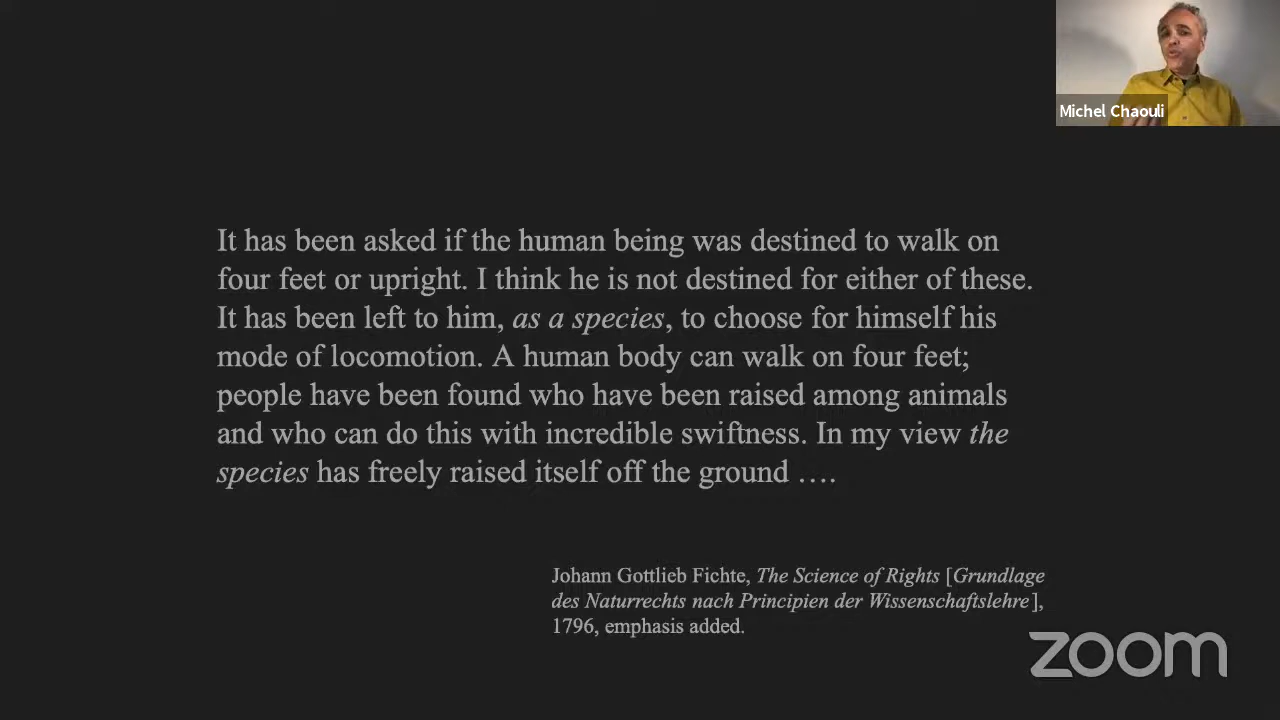 Michel Chaouli
It has been asked if the human being was destined to walk on
four feet or upright. I think he is not destined for either of these.
It has been left to him, as a species, to choose for himself his
mode of locomotion. A human body can walk on four feet;
people have been found who have been raised among animals
and who can do this with incredible swiftness. In my view the
species has freely raised itself off the ground ….
Johann Gottlieb Fichte, The Science of Rights [Grundlage
des Naturrechts nach Principien der Wissenschaftslehre],
1796, emphasis added.
zoom